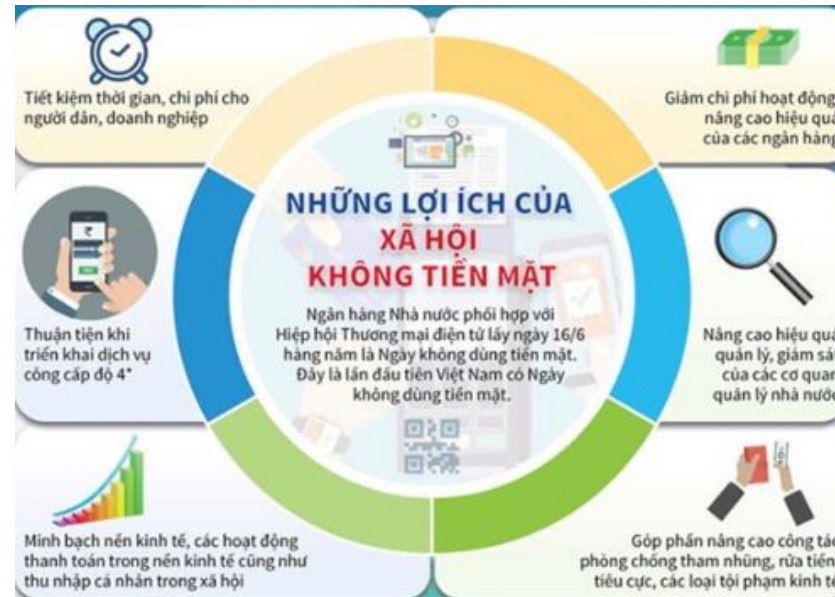 Tiết kiệm thời gian, chi phí cho
người dân, doanh nghiệp
Giảm chi phí hoạt động,
nâng cao hiệu quả
của các ngân hàng
NHỮNG LỢI ÍCH CỦA
XÃ HỘI
KHÔNG TIỀN MẶT
Ngân hàng Nhà nước phối hợp với
Hiệp hội Thương mại điện tử lấy ngày 16/6
hàng năm là Ngày không dùng tiền mặt.
Đây là lần đầu tiên Việt Nam có Ngày
không dùng tiền mặt.
Thuận tiện khi
triển khai dịch vụ
công cấp độ 4*
Nâng cao hiệu quả
quản lý, giám sát
của các cơ quan
quản lý nhà nước
Minh bạch nền kinh tế, các hoạt động
thanh toán trong nền kinh tế cũng như
thu nhập cá nhân trong xã hội
Góp phần nâng cao công tác
phòng chống tham nhũng, rửa tiền,
tiêu cực, các loại tội phạm kinh tế